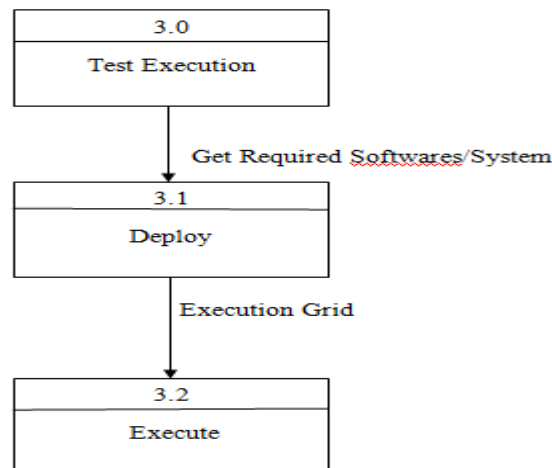 3.0
Test Execution
Get Required Softwares/System
3.1
Deploy
Execution Grid
3.2
Execute